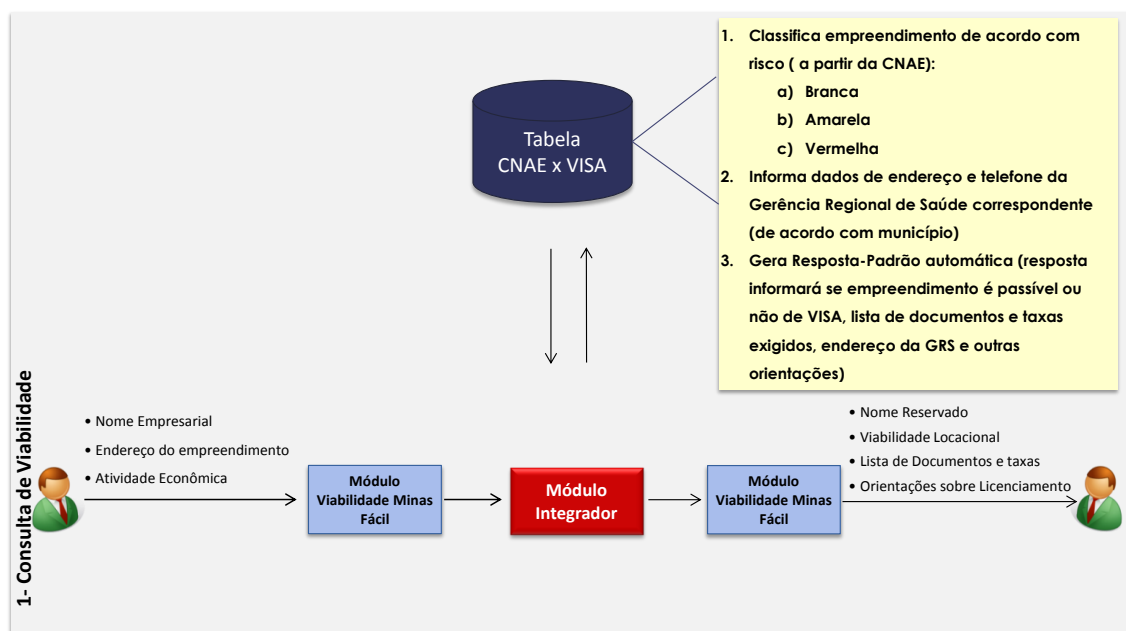 1. Classifica empreendimento de acordo com
risco ( a partir da CNAE):
a) Branca
b) Amarela
c) Vermelha
2. Informa dados de endereço e telefone da
Gerência Regional de Saúde correspondente
(de acordo com município)
3. Gera Resposta-Padrão automática (resposta
informará se empreendimento é passível ou
não de VISA, lista de documentos e taxas
exigidos, endereço da GRS e outras
orientações)
Tabela
CNAE x VISA
1- Consulta de Viabilidade
• Nome Empresarial
• Endereço do empreendimento
• Atividade Econômica
Módulo
Viabilidade Minas
Fácil
Módulo
Integrador
Módulo
Viabilidade Minas
Fácil
• Nome Reservado
• Viabilidade Locacional
• Lista de Documentos e taxas
• Orientações sobre Licenciamento